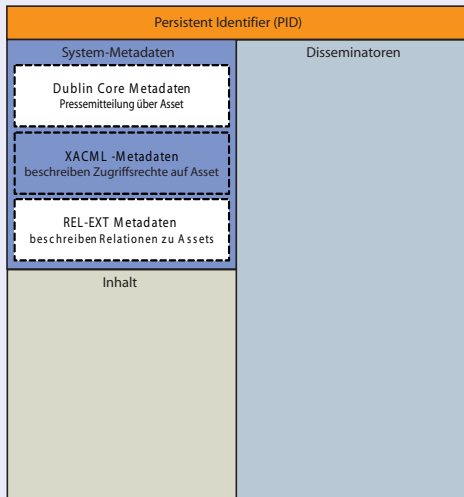 Persistent Identifier (PID)
System-Metadaten
Dublin Core Metadaten
Pressemitteilung über Asset
XACML -Metadaten
beschreiben Zugriffsrechte auf Asset
REL-EXT Metadaten
beschreiben Relationen zu Assets
Inhalt
Disseminatoren